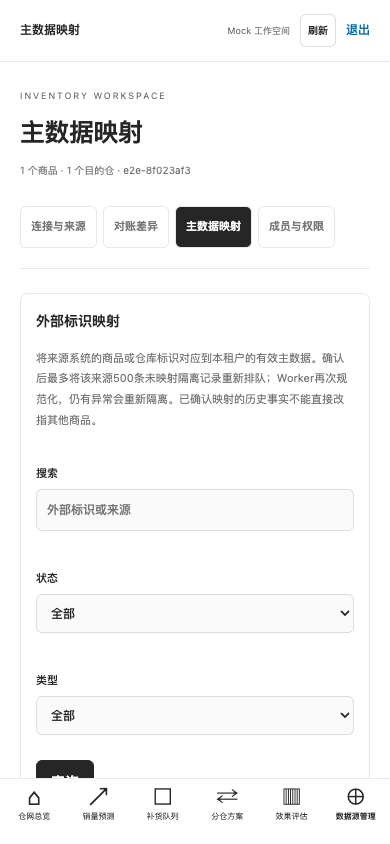 主数据映射
Mock 工作空间
刷新
退出
INVENTORY WORKSPACE
主数据映射
1 个商品 · 1 个目的仓 · e2e-8f023af3
连接与来源
对账差异
主数据映射
成员与权限
外部标识映射
将来源系统的商品或仓库标识对应到本租户的有效主数据。确认
后最多将该来源500条未映射隔离记录重新排队；Worker再次规
范化，仍有异常会重新隔离。已确认映射的历史事实不能直接改
指其他商品。
搜索
外部标识或来源
状态
全部
类型
全部
仓网总览
销量预测
补货队列
分仓方案
效果评估
数据源管理